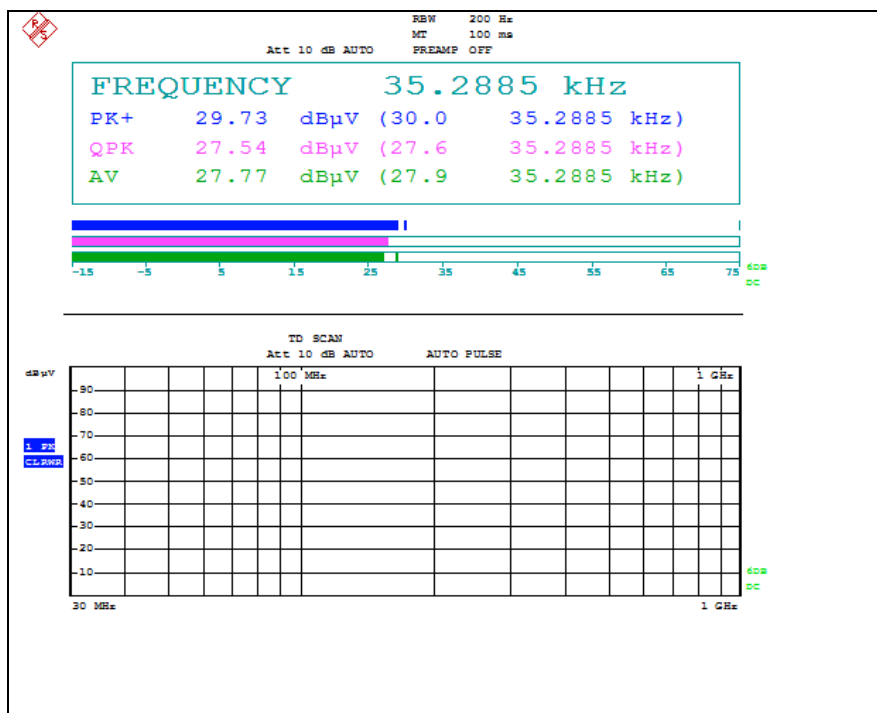 R S
RBW 200 Hz
MT 100 ms
Att 10 dB AUTO PREAMP OFF
FREQUENCY 35.2885 kHz
PK+ 29.73 dBµV (30.0 35.2885 kHz)
QPK 27.54 dBµV (27.6 35.2885 kHz)
AV 27.77 dBµV (27.9 35.2885 kHz)
-15 -5 5 15 25 35 45 55 65 75
6DB
DC
TD SCAN
Att 10 dB AUTO AUTO PULSE
dBµV
100 MHz 1 GHz
90
80
70
1 PK
CLRWR
60
50
40
30
20
10
6DB
DC
30 MHz 1 GHz